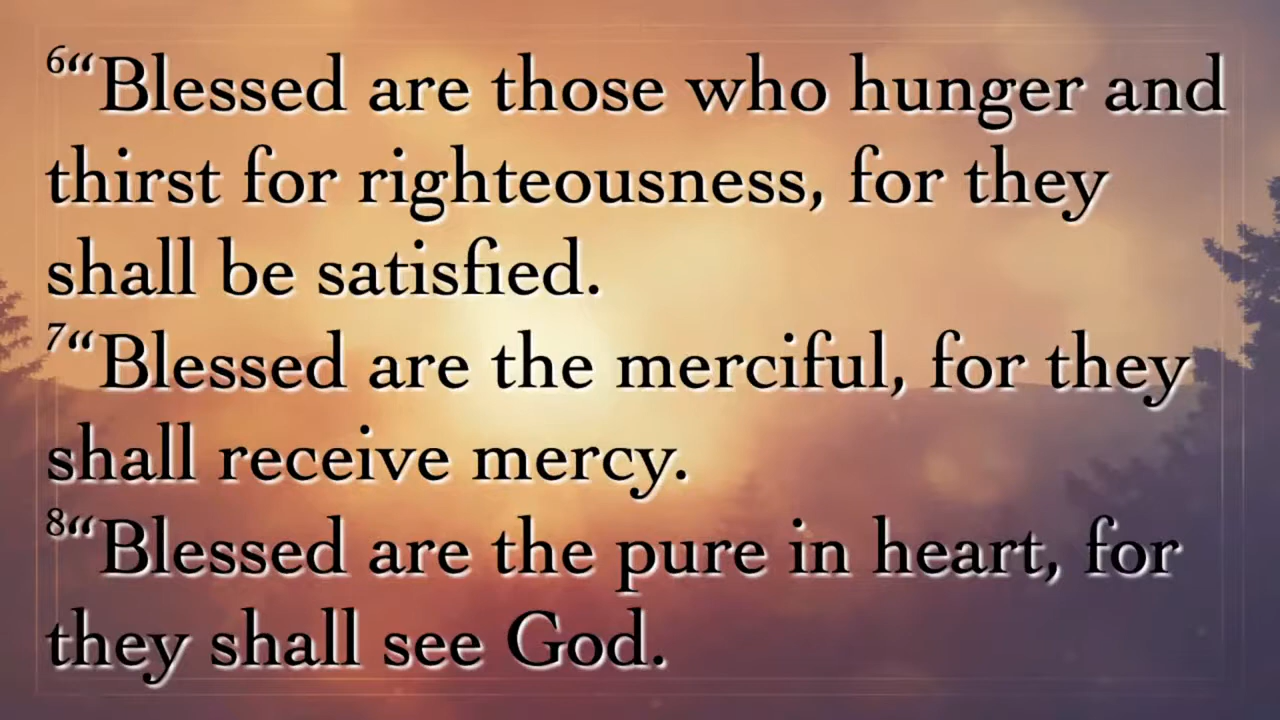 ⁶“Blessed are those who hunger and
thirst for righteousness, for they
shall be satisfied.
⁷“Blessed are the merciful, for they
shall receive mercy.
⁸“Blessed are the pure in heart, for
they shall see God.